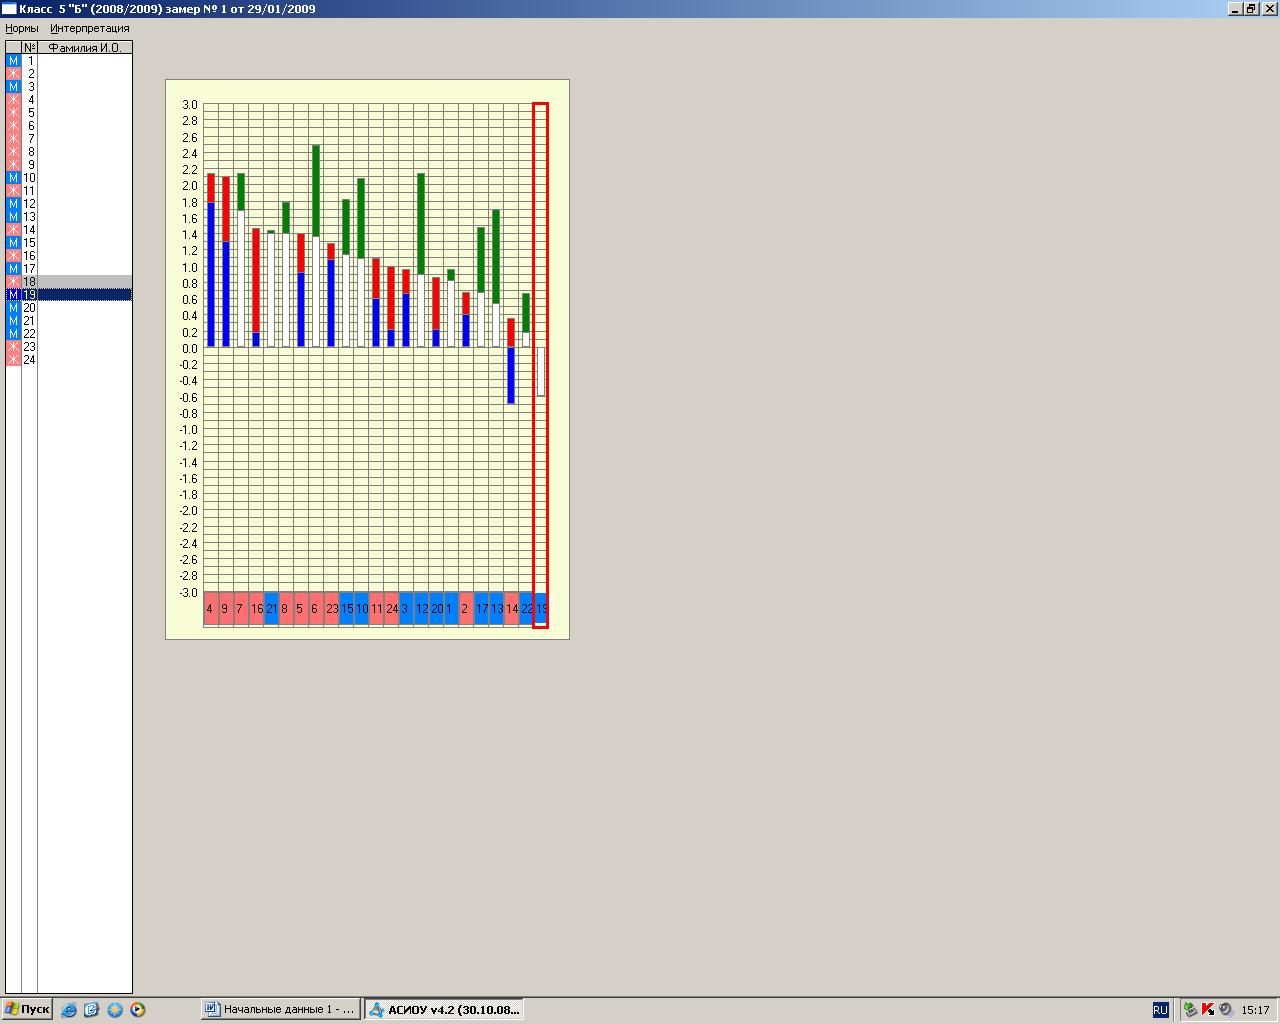 Класс 5 "Б" (2008/2009) замер № 1 от 29/01/2009
Нормы Интерпретация
№ Фамилия И.О.
М 1
Ж 2
М 3
Ж 4
Ж 5
Ж 6
Ж 7
Ж 8
Ж 9
М 10
Ж 11
М 12
М 13
Ж 14
М 15
Ж 16
М 17
Ж 18
М 19
М 20
М 21
М 22
Ж 23
Ж 24
3.0
2.8
2.6
2.4
2.2
2.0
1.8
1.6
1.4
1.2
1.0
0.8
0.6
0.4
0.2
0.0
-0.2
-0.4
-0.6
-0.8
-1.0
-1.2
-1.4
-1.6
-1.8
-2.0
-2.2
-2.4
-2.6
-2.8
-3.0
4 9 7 16 21 8 5 6 23 15 10 11 24 3 12 20 1 2 17 13 14 22 19
Пуск Начальные данные 1 - ... АСИОУ v4.2 (30.10.08... RU 15:17